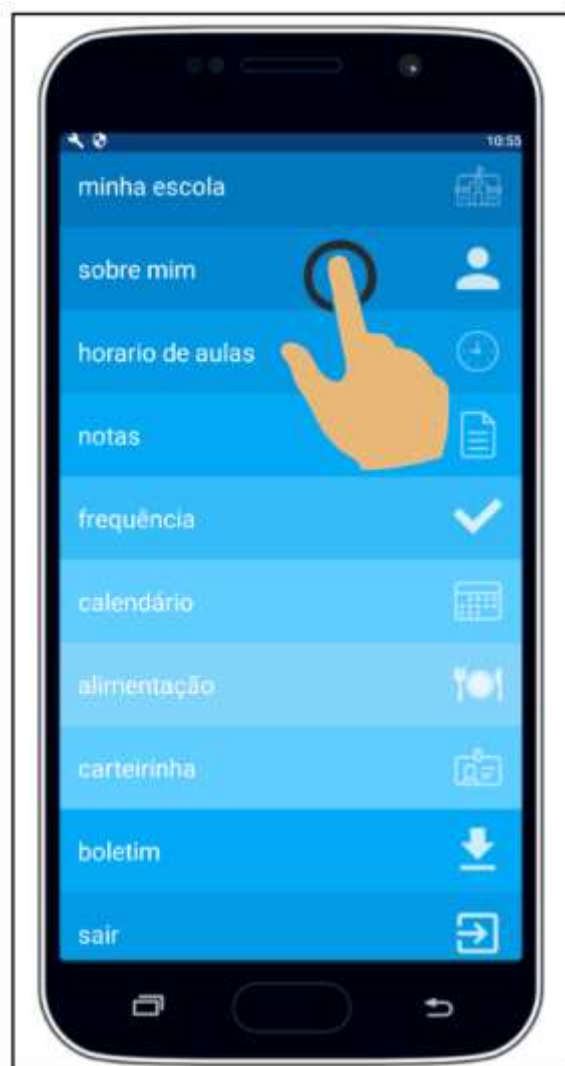 10:55
minha escola
sobre mim
horario de aulas
notas
frequência
calendário
alimentação
carteirinha
boletim
sair